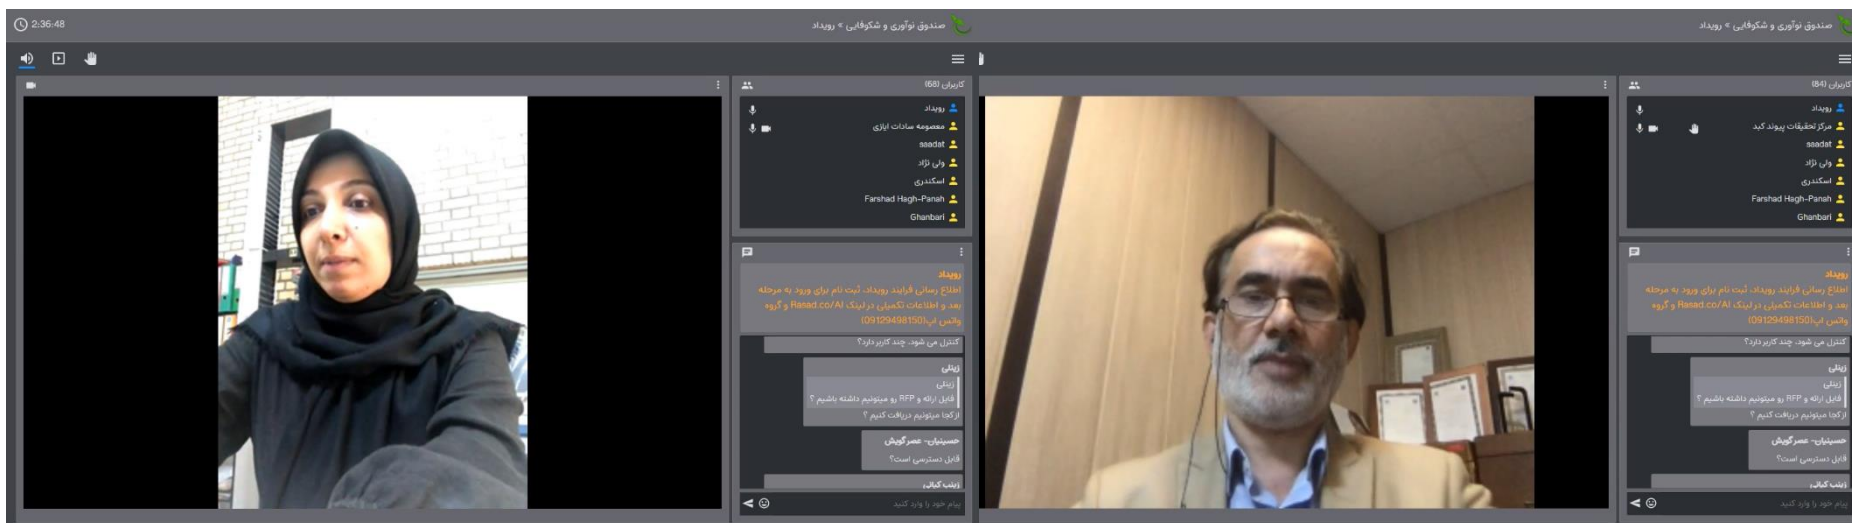 2:36:48
صندوق نوآوری و شکوفایی » رویداد
کاربران (68)
رویداد
معصومه سادات ایازی
saadat
ولی نژاد
اسکندری
Farshad Hagh-Panah
Ghanbari
رویداد
اطلاع رسانی فرایند رویداد، ثبت نام برای ورود به مرحله
بعد و اطلاعات تکمیلی در لینک Rasad.co/AI و گروه
واتس اپ(09129498150)
کنترل می شود، چند کاربر دارد؟
زینلی
زینلی
فایل ارائه و RFP رو میتونیم داشته باشیم ؟
از کجا میتونیم دریافت کنیم ؟
حسینیان- عصر گویش
قابل دسترسی است؟
زینب کیانی
پیام خود را وارد کنید
صندوق نوآوری و شکوفایی » رویداد
کاربران (84)
رویداد
مرکز تحقیقات پیوند کبد
saadat
ولی نژاد
اسکندری
Farshad Hagh-Panah
Ghanbari
رویداد
اطلاع رسانی فرایند رویداد، ثبت نام برای ورود به مرحله
بعد و اطلاعات تکمیلی در لینک Rasad.co/AI و گروه
واتس اپ(09129498150)
کنترل می شود، چند کاربر دارد؟
زینلی
زینلی
فایل ارائه و RFP رو میتونیم داشته باشیم ؟
از کجا میتونیم دریافت کنیم ؟
حسینیان- عصر گویش
قابل دسترسی است؟
زینب کیانی
پیام خود را وارد کنید